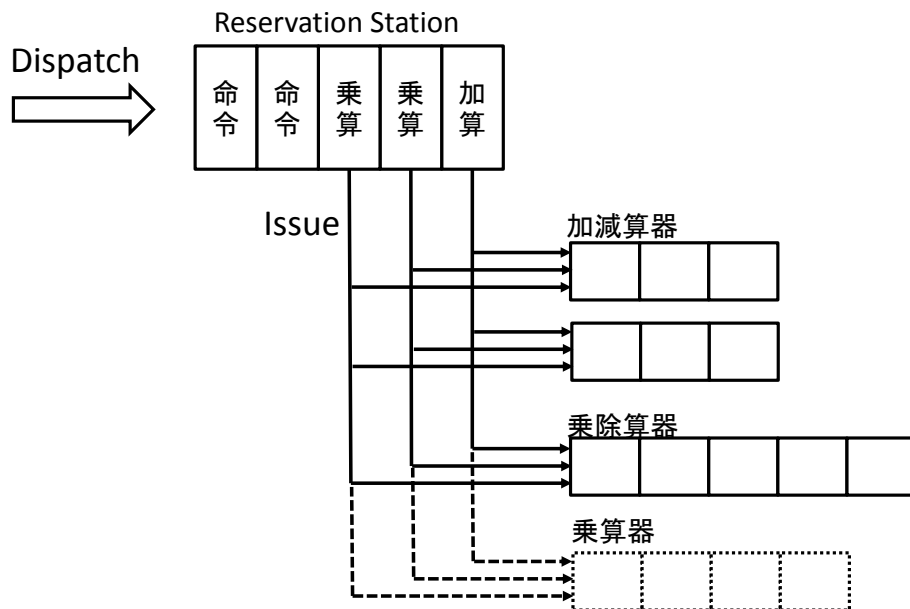 Reservation Station
Dispatch
命令
命令
乗算
乗算
加算
Issue
加減算器
乗除算器
乗算器